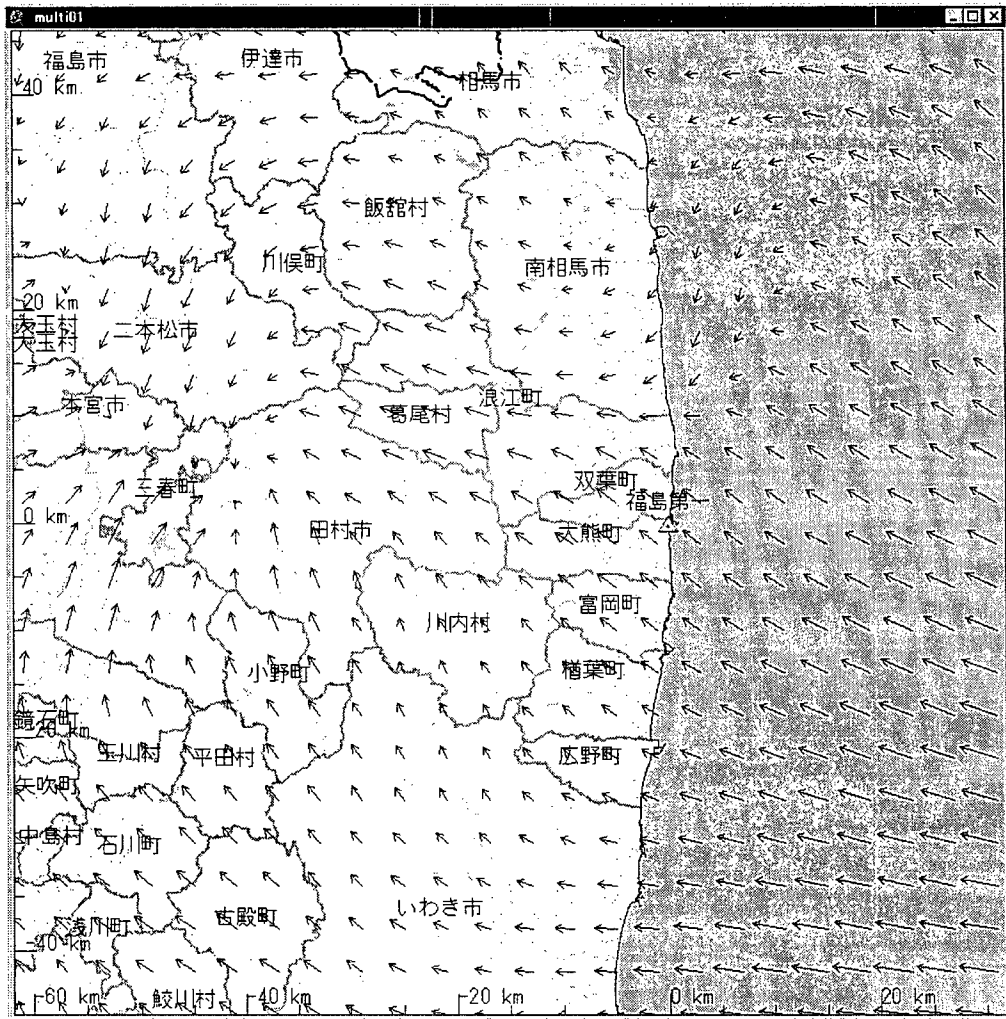 multi01
福島市
伊達市
相馬市
40 km
飯舘村
川俣町
南相馬市
20 km
二本松市
大玉村
大玉村
本宮市
浪江町
葛尾村
三春町
双葉町
福島第一
0 km
田村市
大熊町
富岡町
川内村
小野町
楢葉町
鏡石町
-20 km
玉川村
平田村
広野町
矢吹町
中島村
石川町
いわき市
古殿町
浅川町
-40 km
-60 km
-40 km
-20 km
0 km
20 km
鮫川村